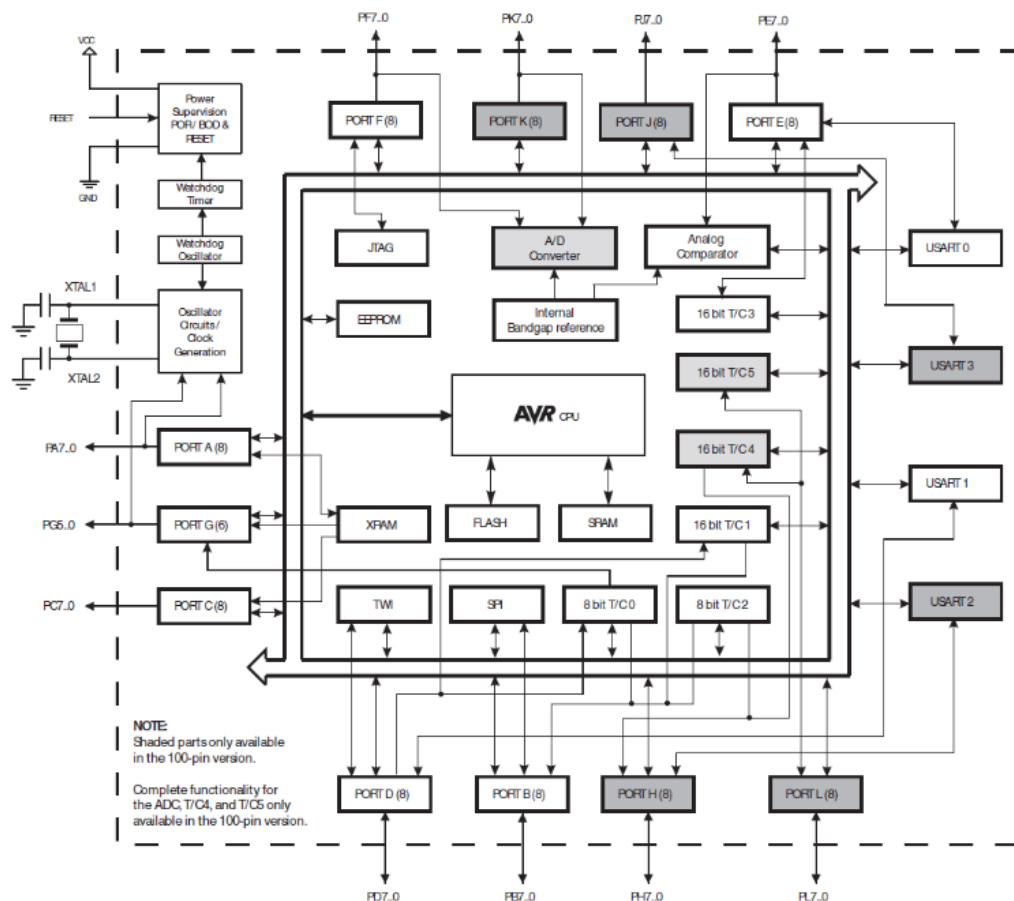 PF7..0
PK7..0
PJ7..0
PE7..0
VCC
RESET
GND
Power
Supervision
POR/ BOD &
RESET
Watchdog
Timer
Watchdog
Oscillator
XTAL1
XTAL2
Oscillator
Circuits/
Clock
Generation
PORT F (8)
PORT K (8)
PORT J (8)
PORT E (8)
JTAG
A/D
Converter
Analog
Comparator
USART 0
EEPROM
Internal
Bandgap reference
16 bit T/C 3
USART 3
16 bit T/C 5
AVR CPU
PA7..0
PORT A (8)
16 bit T/C 4
USART 1
PG5..0
PORT G (6)
XRAM
FLASH
SRAM
16 bit T/C 1
PC7..0
PORT C (8)
TWI
SPI
8 bit T/C 0
8 bit T/C 2
USART 2
NOTE:
Shaded parts only available
in the 100-pin version.
Complete functionality for
the ADC, T/C4, and T/C5 only
available in the 100-pin version.
PORT D (8)
PORT B (8)
PORT H (8)
PORT L (8)
PD7..0
PB7..0
PH7..0
PL7..0